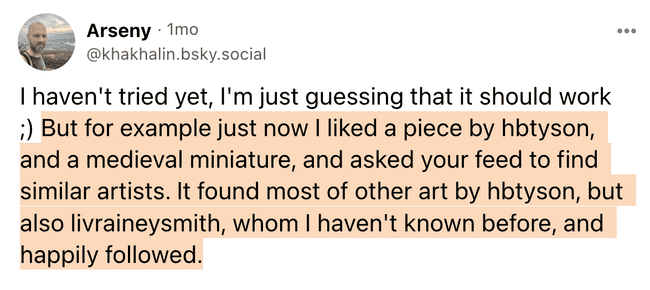 Arseny · 1mo
@khakhalin.bsky.social
I haven't tried yet, I'm just guessing that it should work
;) But for example just now I liked a piece by hbtyson,
and a medieval miniature, and asked your feed to find
similar artists. It found most of other art by hbtyson, but
also livraineysmith, whom I haven't known before, and
happily followed.